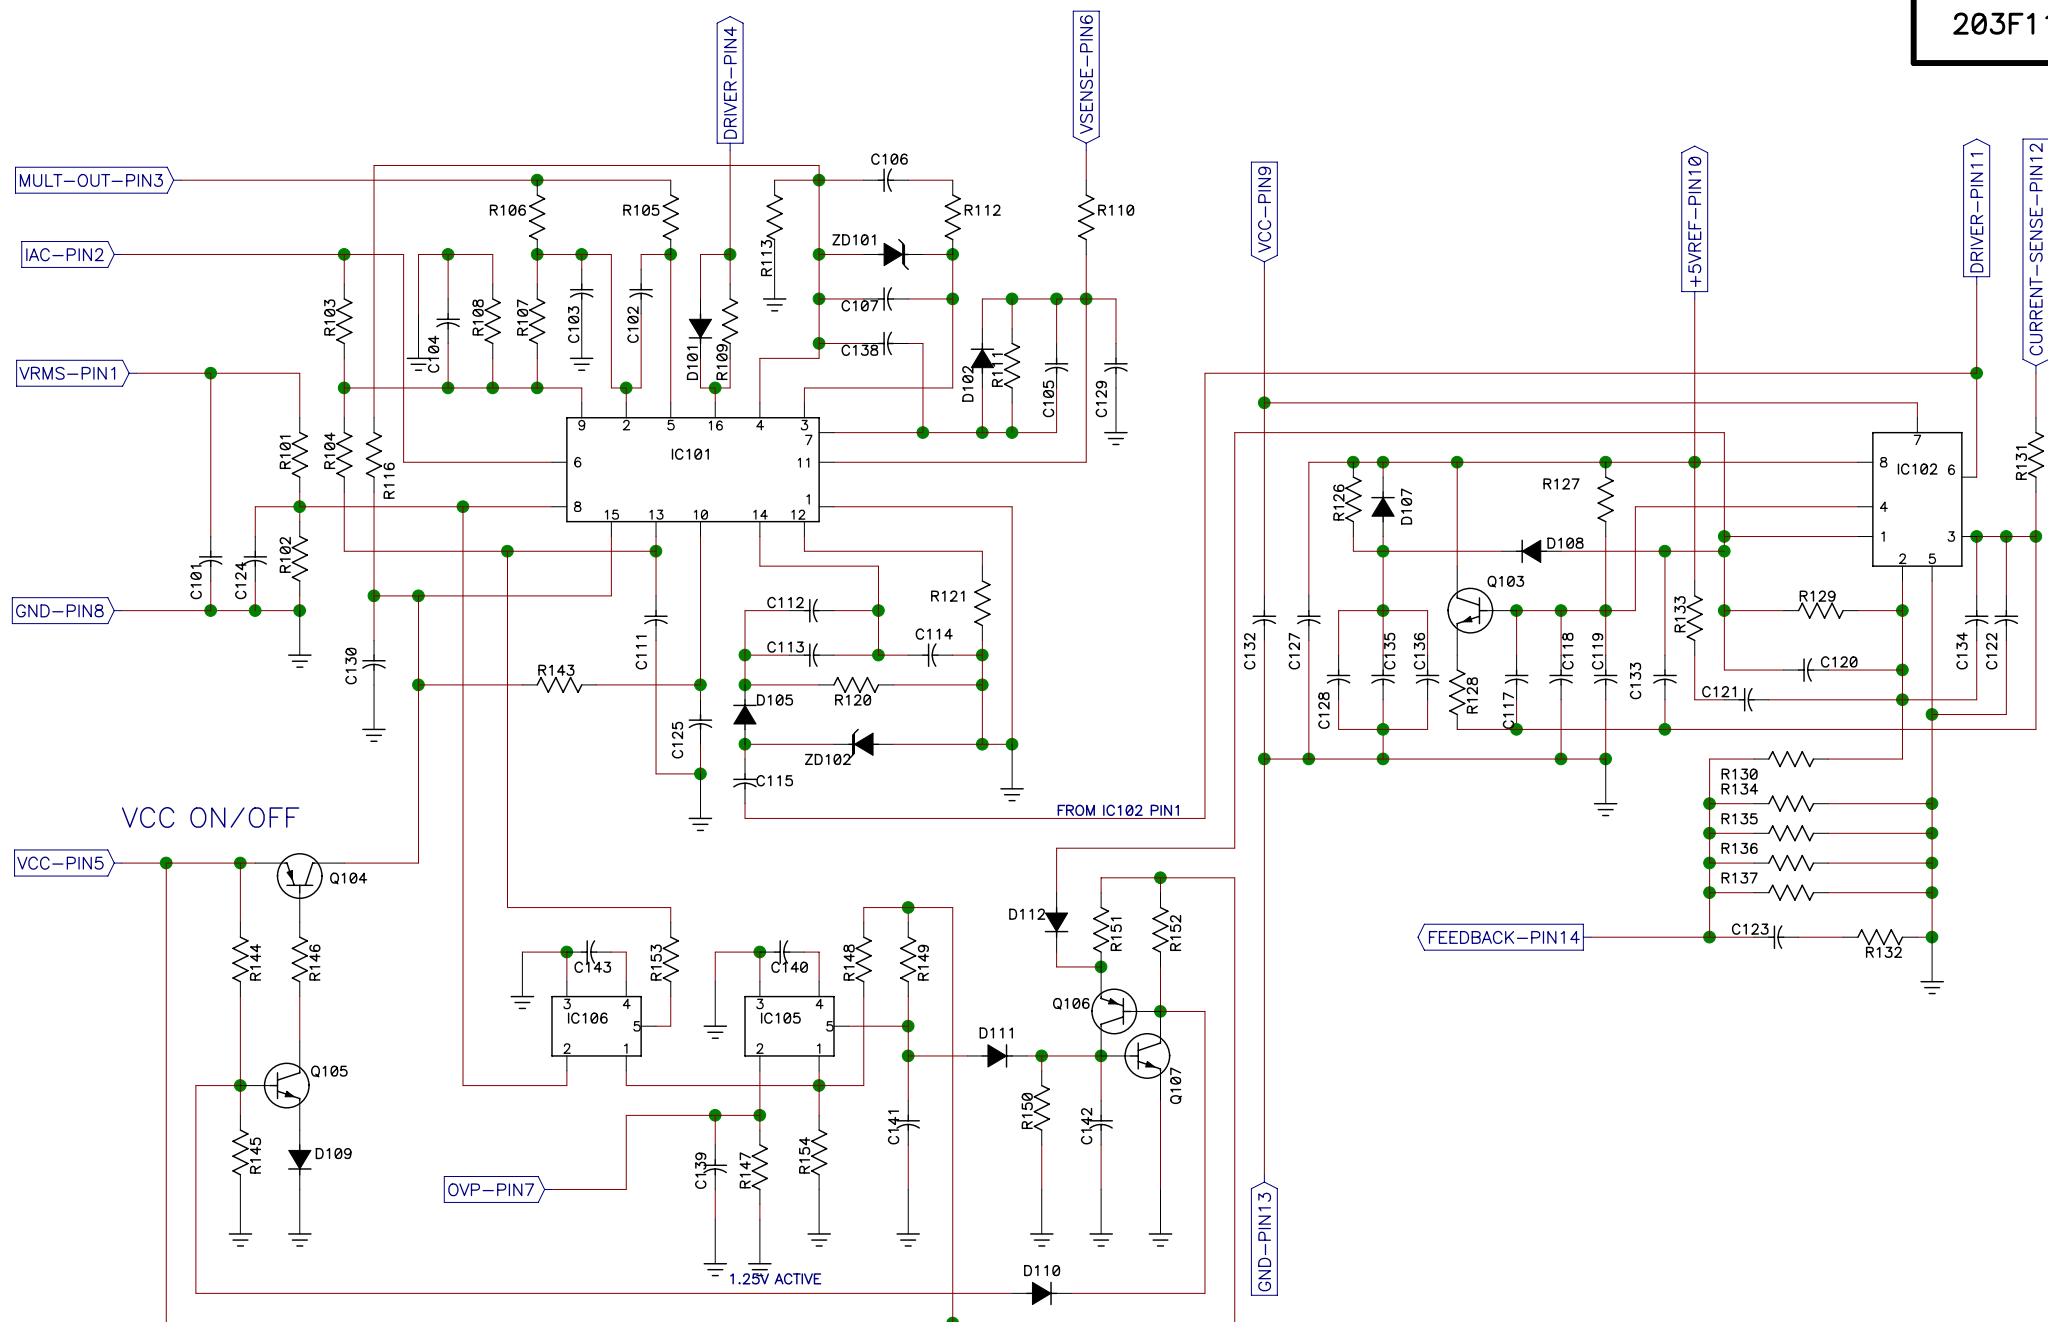 203F11
DRIVER-PIN4
VSENSE-PIN6
MULT-OUT-PIN3
IAC-PIN2
VRMS-PIN1
GND-PIN8
VCC-PIN9
+5VREF-PIN10
DRIVER-PIN11
CURRENT-SENSE-PIN12
C106
R106
R105
R113
R112
R110
ZD101
C107
C138
R103
C104
R108
R107
C103
C102
D101
R109
D102
R111
C105
C129
9 2 5 16 4 3
7
IC101
6
11
8
1
15 13 10 14 12
R101
R104
R116
R102
C101
C124
C130
C111
R143
C125
C112
C113
C114
R121
D105
R120
ZD102
C115
FROM IC102 PIN1
7
8
IC102
6
4
1
3
2 5
R131
R126
D107
R127
D108
Q103
R133
R129
C120
C121
C134
C122
C132
C127
C128
C135
C136
R128
C117
C118
C119
C133
R130
R134
R135
R136
R137
C123
R132
FEEDBACK-PIN14
GND-PIN13
VCC ON/OFF
VCC-PIN5
Q104
R144
R146
Q105
R145
D109
C143
R153
3 4
IC106
5
2 1
C140
R148
R149
3 4
IC105
5
2 1
D112
R151
R152
Q106
D111
Q107
R150
C142
C141
C139
R147
R154
OVP-PIN7
1.25V ACTIVE
D110